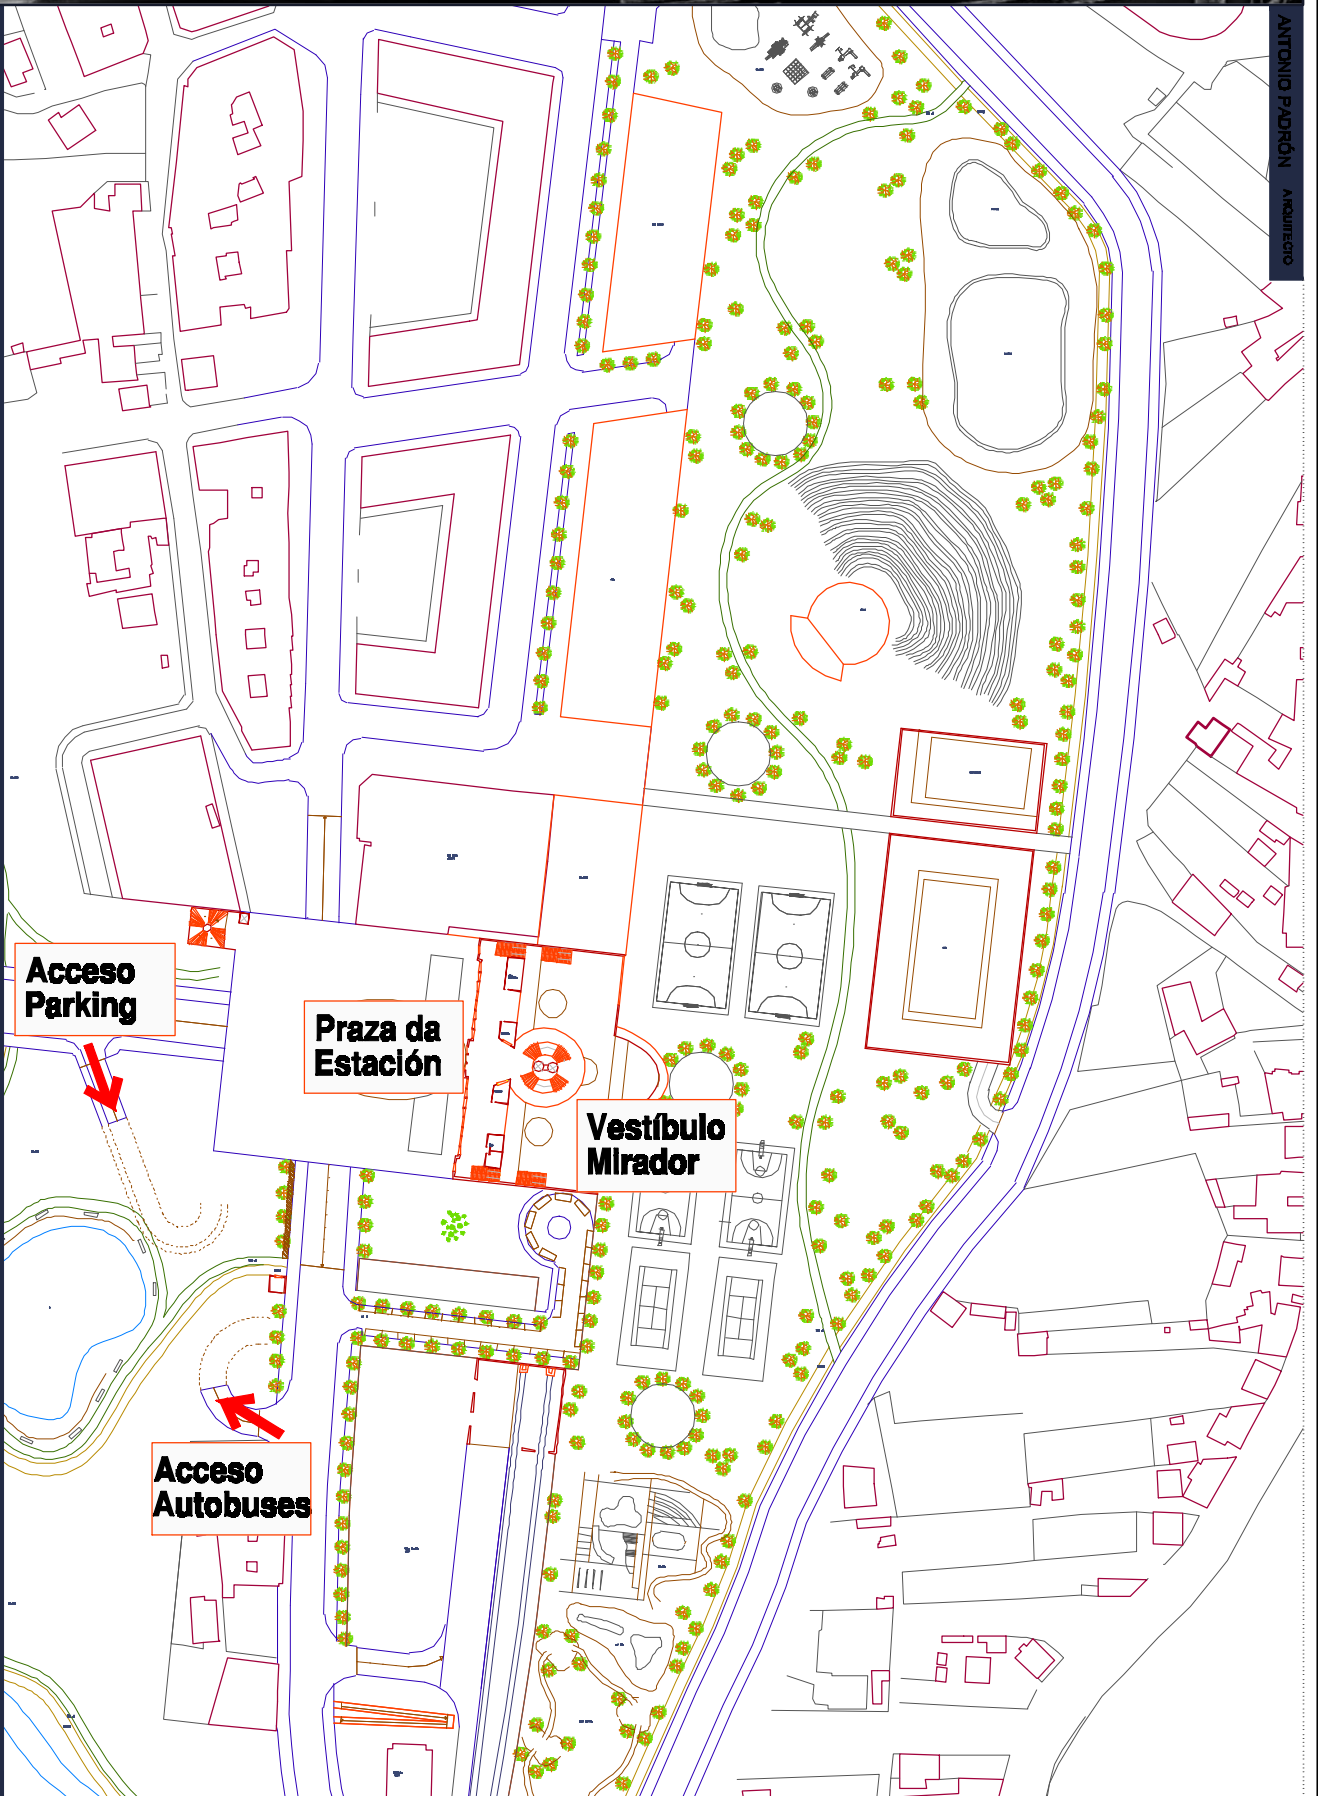 ANTONIO PADRÓN ARQUITECTO
Acceso
Parking
Praza da
Estación
Vestíbulo
Mirador
Acceso
Autobuses